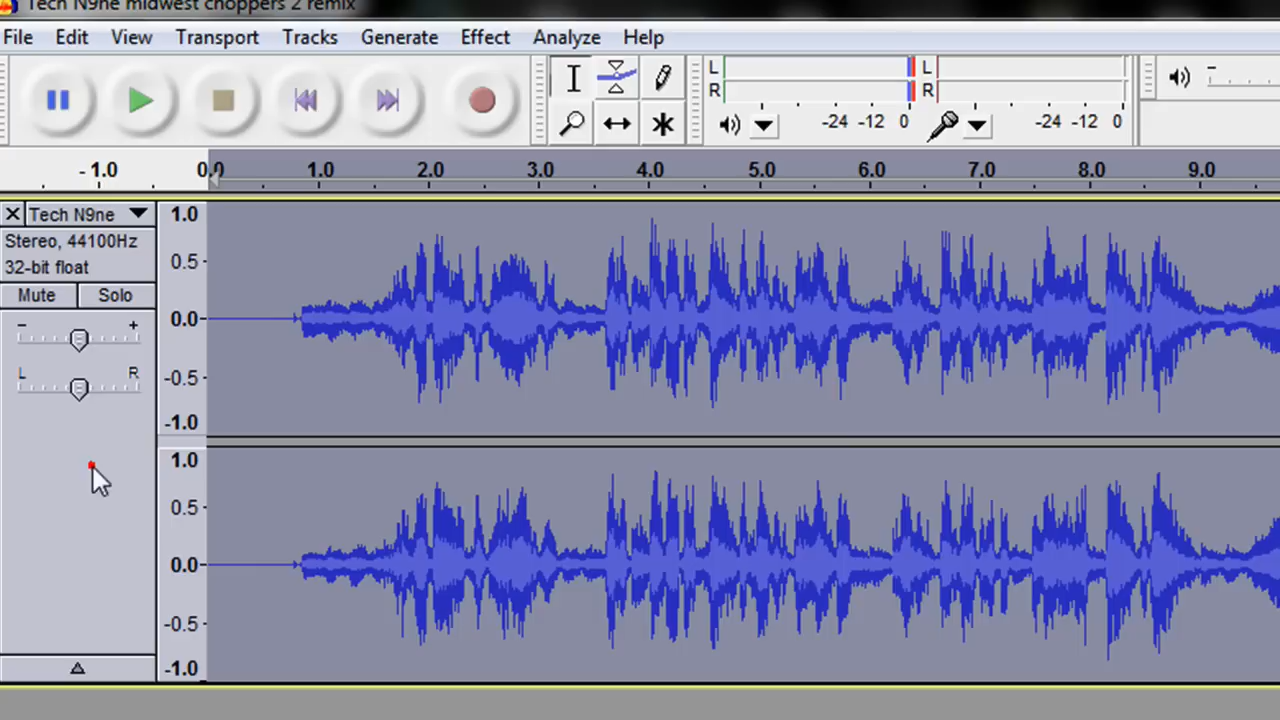 Tech N9ne midwest choppers 2 remix
File Edit View Transport Tracks Generate Effect Analyze Help
L L
R R
-24 -12 0 -24 -12 0
- 1.0 0.0 1.0 2.0 3.0 4.0 5.0 6.0 7.0 8.0 9.0
Tech N9ne
Stereo, 44100Hz
32-bit float
Mute Solo
- +
L R
1.0
0.5
0.0
-0.5
-1.0
1.0
0.5
0.0
-0.5
-1.0